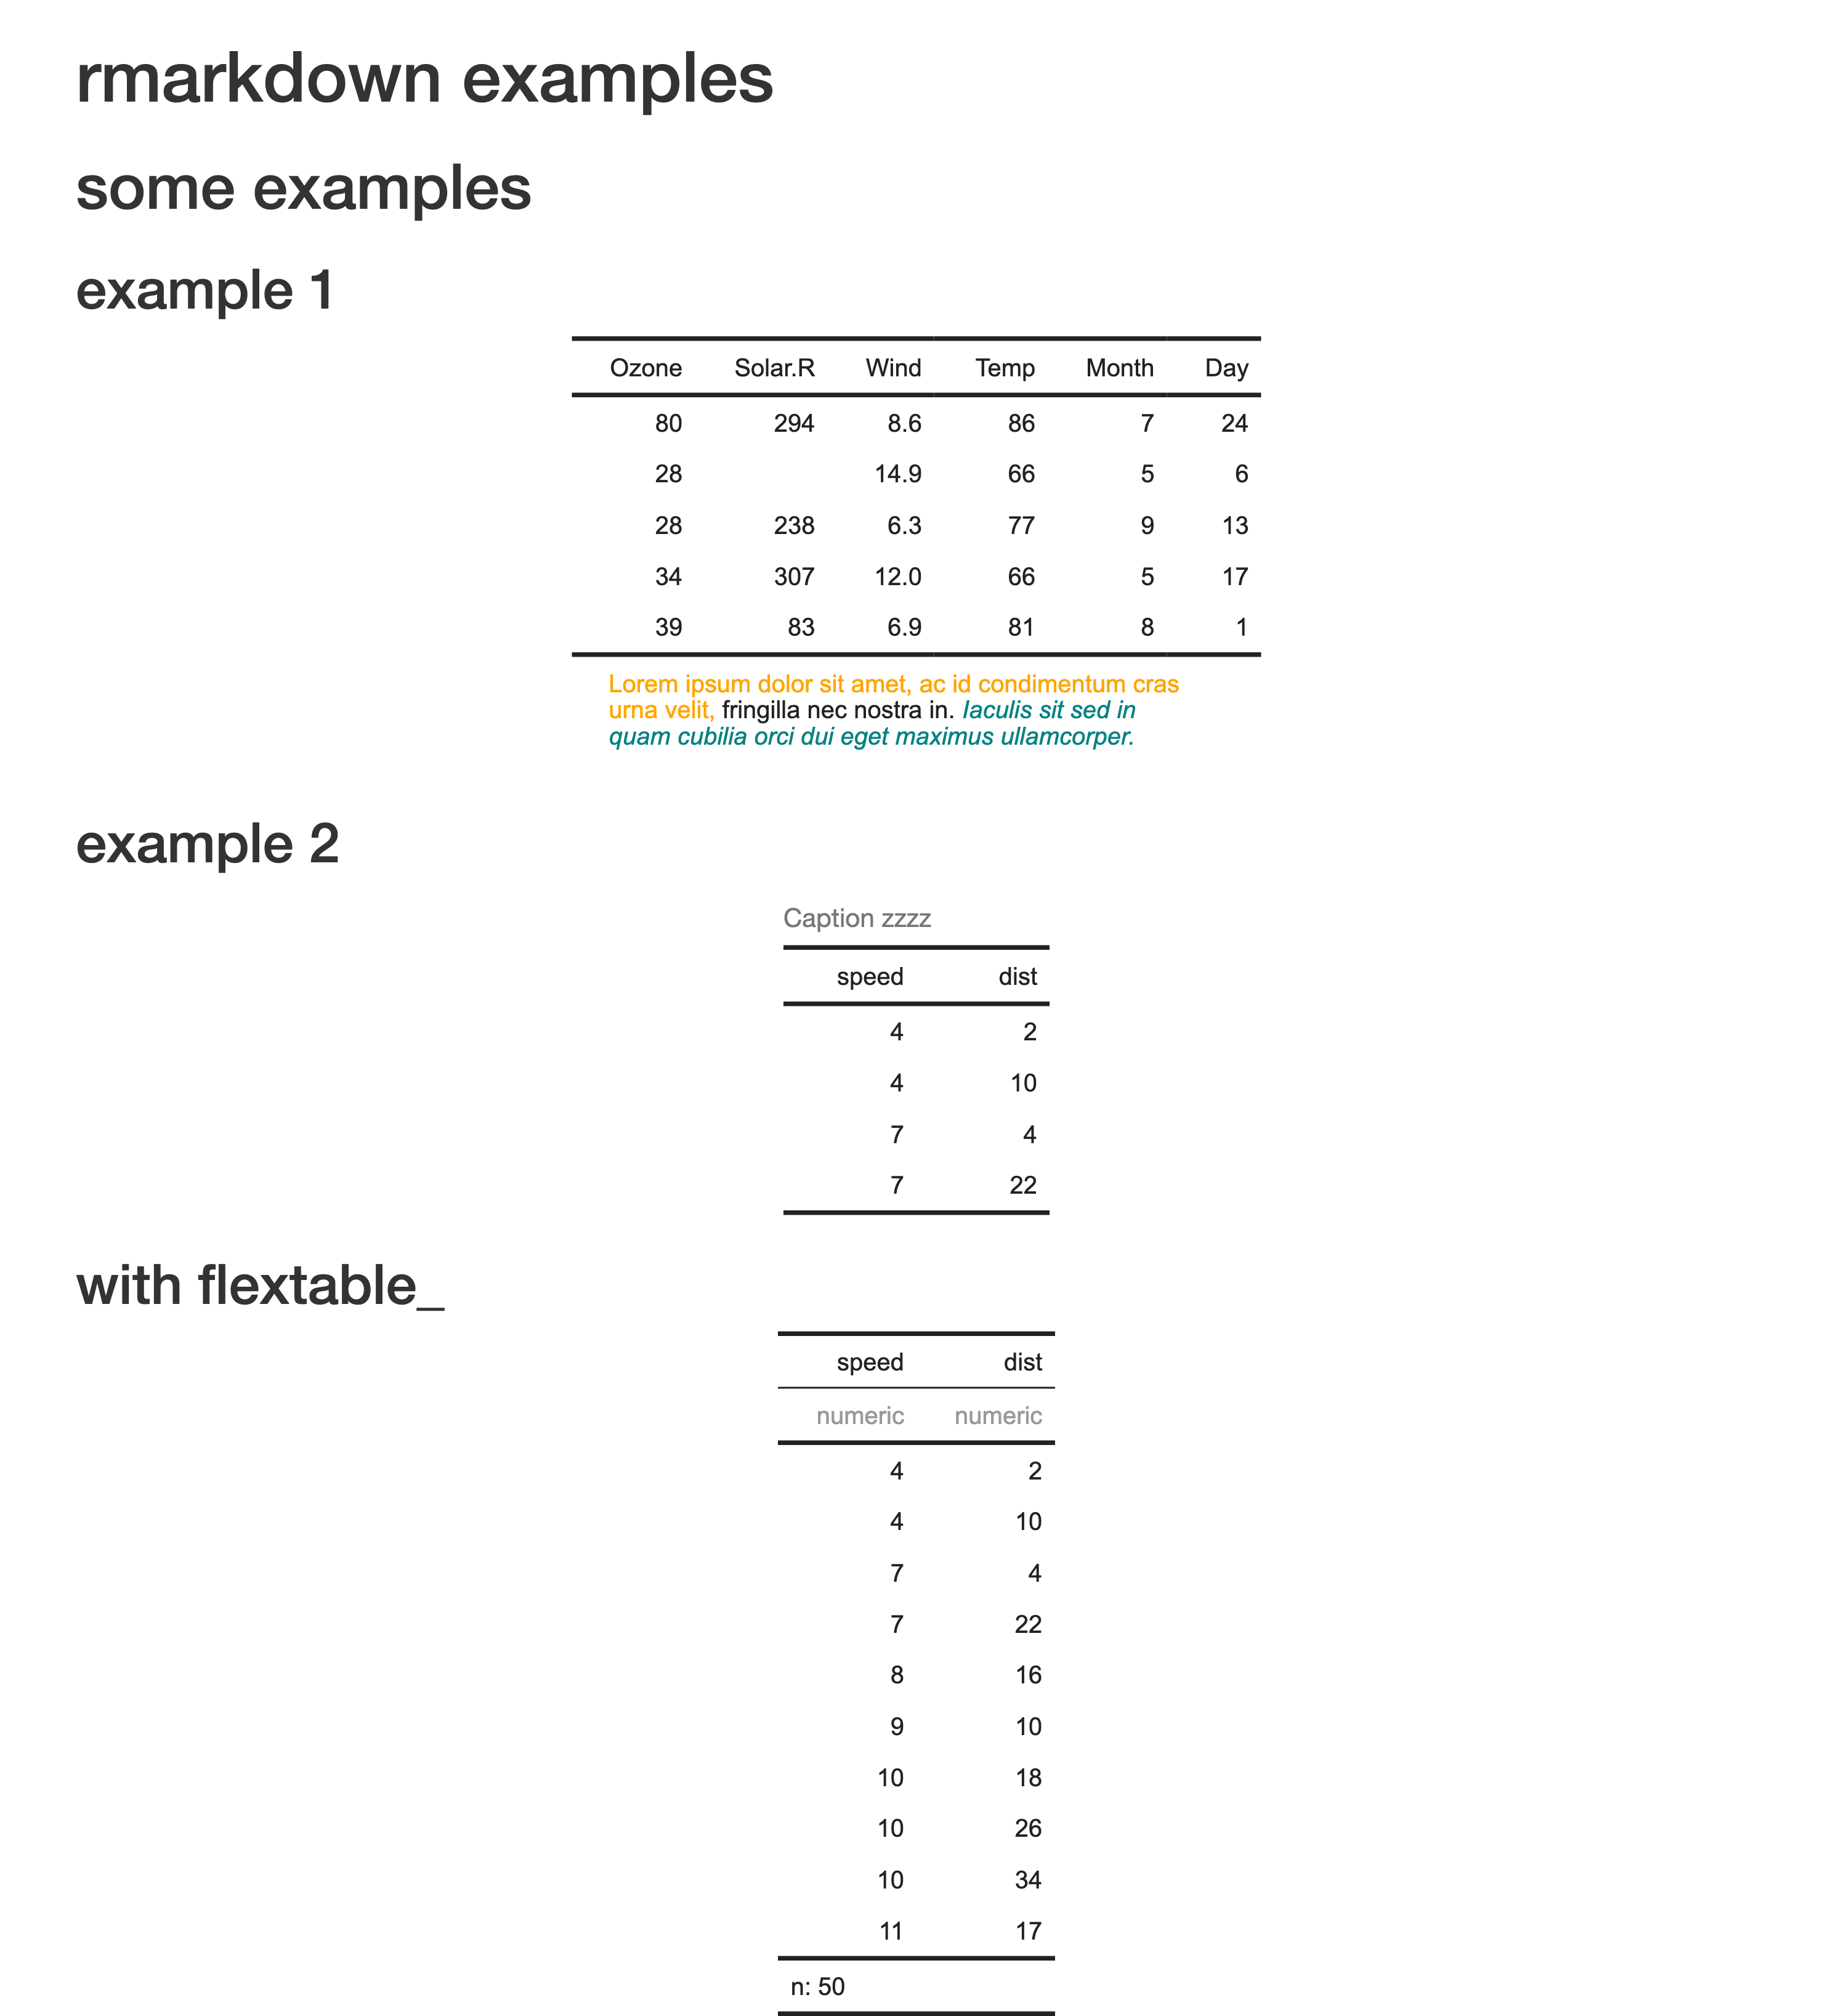 rmarkdown examples
some examples
example 1
Ozone Solar.R Wind Temp Month Day
80 294 8.6 86 7 24
28 14.9 66 5 6
28 238 6.3 77 9 13
34 307 12.0 66 5 17
39 83 6.9 81 8 1
Lorem ipsum dolor sit amet, ac id condimentum cras
urna velit, fringilla nec nostra in. Iaculis sit sed in
quam cubilia orci dui eget maximus ullamcorper.
example 2
Caption zzzz
speed dist
4 2
4 10
7 4
7 22
with flextable_
speed dist
numeric numeric
4 2
4 10
7 4
7 22
8 16
9 10
10 18
10 26
10 34
11 17
n: 50